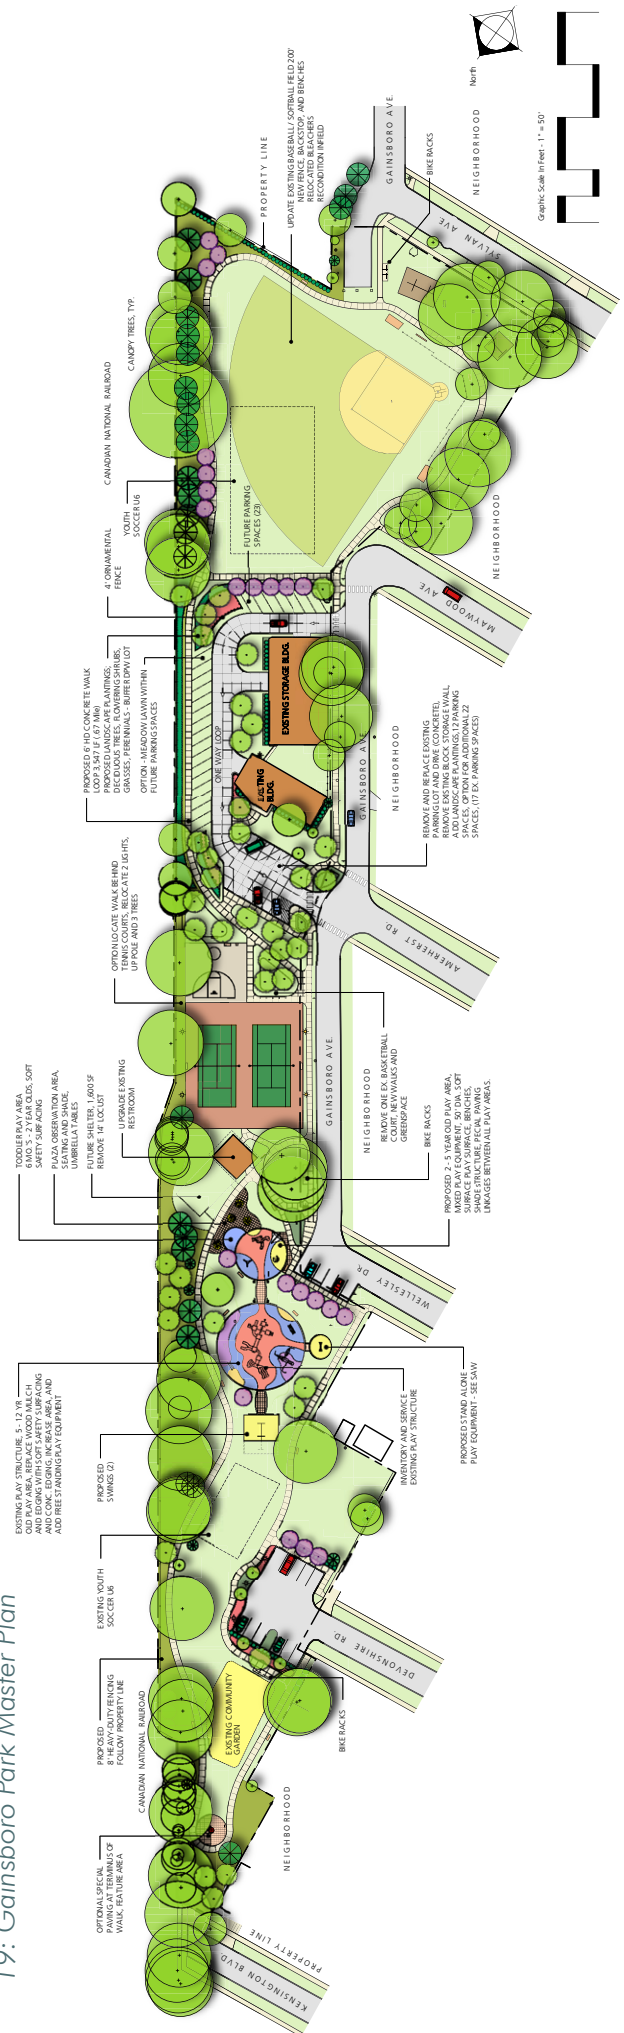 19: Gainsboro Park Master Plan
OPTIONAL SPECIAL
PAVING AT TERMINUS OF
WALK, FEATURE AREA
CANADIAN NATIONAL RAILROAD
PROPOSED
8' HEAVY-DUTY FENCING
FOLLOW PROPERTY LINE
EXISTING YOUTH
SOCCER U6
PROPOSED
SWINGS (2)
EXISTING PLAY STRUCTURE, 5 - 12 YR
OLD PLAY AREA, REPLACE WOOD MULCH
AND EDGING WITH SOFT SAFETY SURFACING
AND CONC. EDGING, INCREASE AREA, AND
ADD FREE STANDING PLAY EQUIPMENT
TODDLER PLAY AREA
6 MO.'S - 2 YEAR OLDS, SOFT
SAFETY SURFACING
PLAZA OBSERVATION AREA,
SEATING AND SHADE,
UMBRELLA TABLES
FUTURE SHELTER, 1,600 SF
REMOVE 14" LOCUST
UPGRADE EXISTING
RESTROOM
OPTION LOCATE WALK BEHIND
TENNIS COURTS, RELOCATE 2 LIGHTS,
UP POLE AND 3 TREES
PROPOSED 6' HD CONCRETE WALK
LOOP 3,547 LF (.67 Mile)
PROPOSED LANDSCAPE PLANTINGS;
DECIDUOUS TREES, FLOWERING SHRUBS,
GRASSES, PERENNIALS - BUFFER DPW LOT
OPTION - MEADOW LAWN WITHIN
FUTURE PARKING SPACES
4' ORNAMENTAL
FENCE
YOUTH
SOCCER U6
CANADIAN NATIONAL RAILROAD
CANOPY TREES, TYP.
FUTURE PARKING
SPACES (23)
PROPERTY LINE
UPDATE EXISTING BASEBALL / SOFTBALL FIELD 200'
NEW FENCE, BACKSTOP, AND BENCHES
RELOCATED BLEACHERS
RECONDITION INFIELD
ONE WAY LOOP
EXISTING
BLDG.
EXISTING STORAGE BLDG.
EXISTING COMMUNITY
GARDEN
KENSINGTON BLVD
PROPERTY LINE
NEIGHBORHOOD
BIKE RACKS
DEVONSHIRE RD.
INVENTORY AND SERVICE
EXISTING PLAY STRUCTURE
PROPOSED STAND ALONE
PLAY EQUIPMENT - SEE SAW
WELLESLEY DR.
PROPOSED 2 - 5 YEAR OLD PLAY AREA,
MIXED PLAY EQUIPMENT, 50' DIA. SOFT
SURFACE PLAY SURFACE, BENCHES,
SHADE STRUCTURE, PECIAL PAVING
LINKAGES BETWEEN ALL PLAY AREAS.
BIKE RACKS
NEIGHBORHOOD
GAINSBORO AVE.
REMOVE ONE EX. BASKETBALL
COURT, NEW WALKS AND
GREENSPACE
AMERHERST RD.
REMOVE AND REPLACE EXISTING
PARKING LOT AND DRIVE (CONCRETE),
REMOVE EXISTING BLOCK STORAGE WALL,
ADD LANDSCAPE PLANTINGS,12 PARKING
SPACES, OPTION FOR ADDITIONAL 22
SPACES, (17 EX. PARKING SPACES)
GAINSBORO AVE.
NEIGHBORHOOD
MAYWOOD AVE
NEIGHBORHOOD
SYLVAN AVE.
GAINSBORO AVE.
BIKE RACKS
NEIGHBORHOOD
North
Graphic Scale In Feet - 1" = 50'